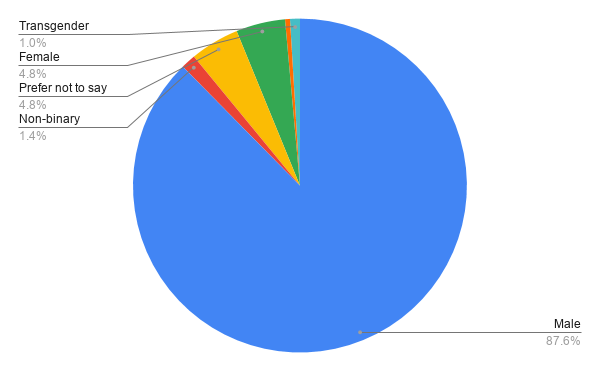 Transgender
1.0%
Female
4.8%
Prefer not to say
4.8%
Non-binary
1.4%
Male
87.6%